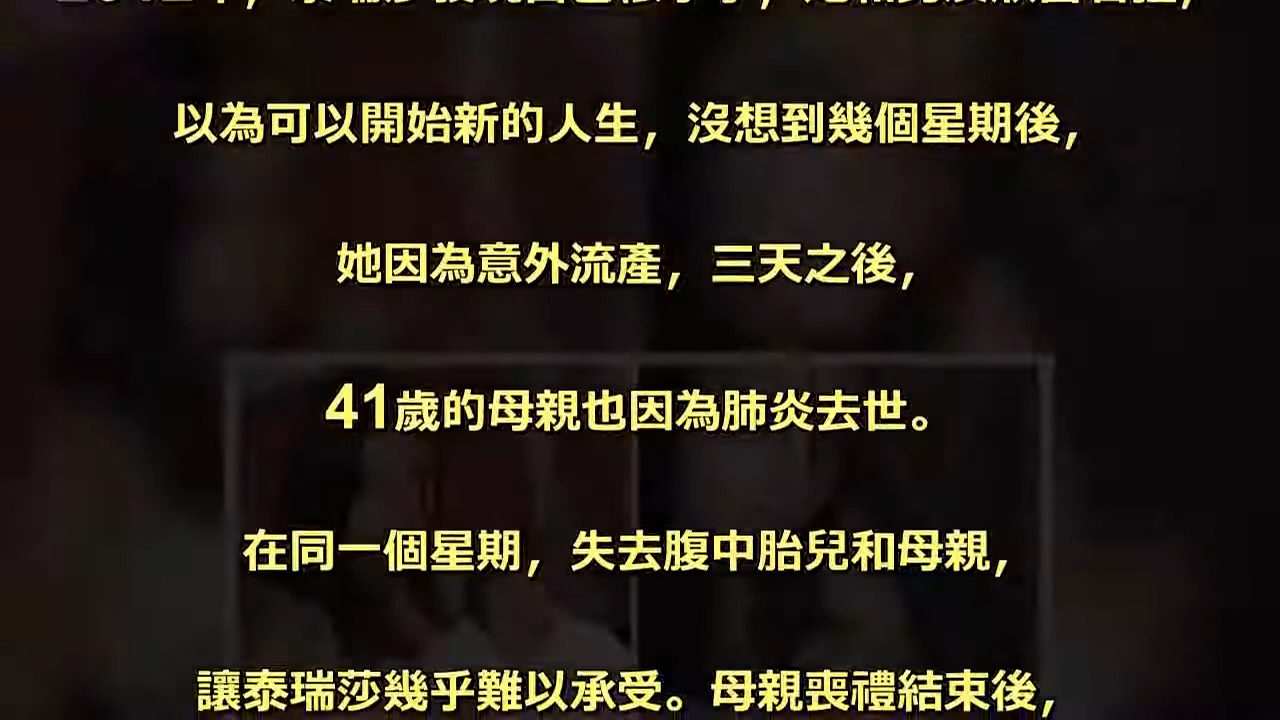 以為可以開始新的人生，沒想到幾個星期後，
她因為意外流產，三天之後，
41歲的母親也因為肺炎去世。
在同一個星期，失去腹中胎兒和母親，
讓泰瑞莎幾乎難以承受。母親喪禮結束後，